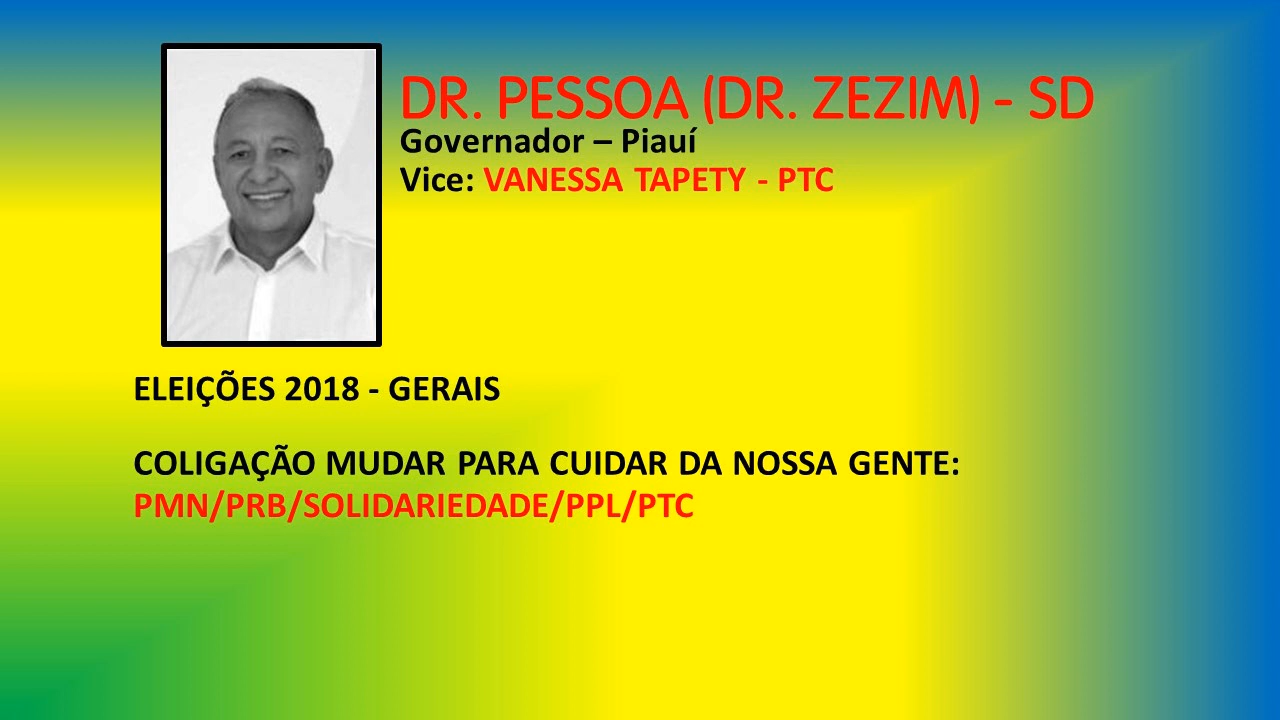 DR. PESSOA (DR. ZEZIM) - SD
Governador – Piauí
Vice: VANESSA TAPETY - PTC
ELEIÇÕES 2018 - GERAIS
COLIGAÇÃO MUDAR PARA CUIDAR DA NOSSA GENTE:
PMN/PRB/SOLIDARIEDADE/PPL/PTC